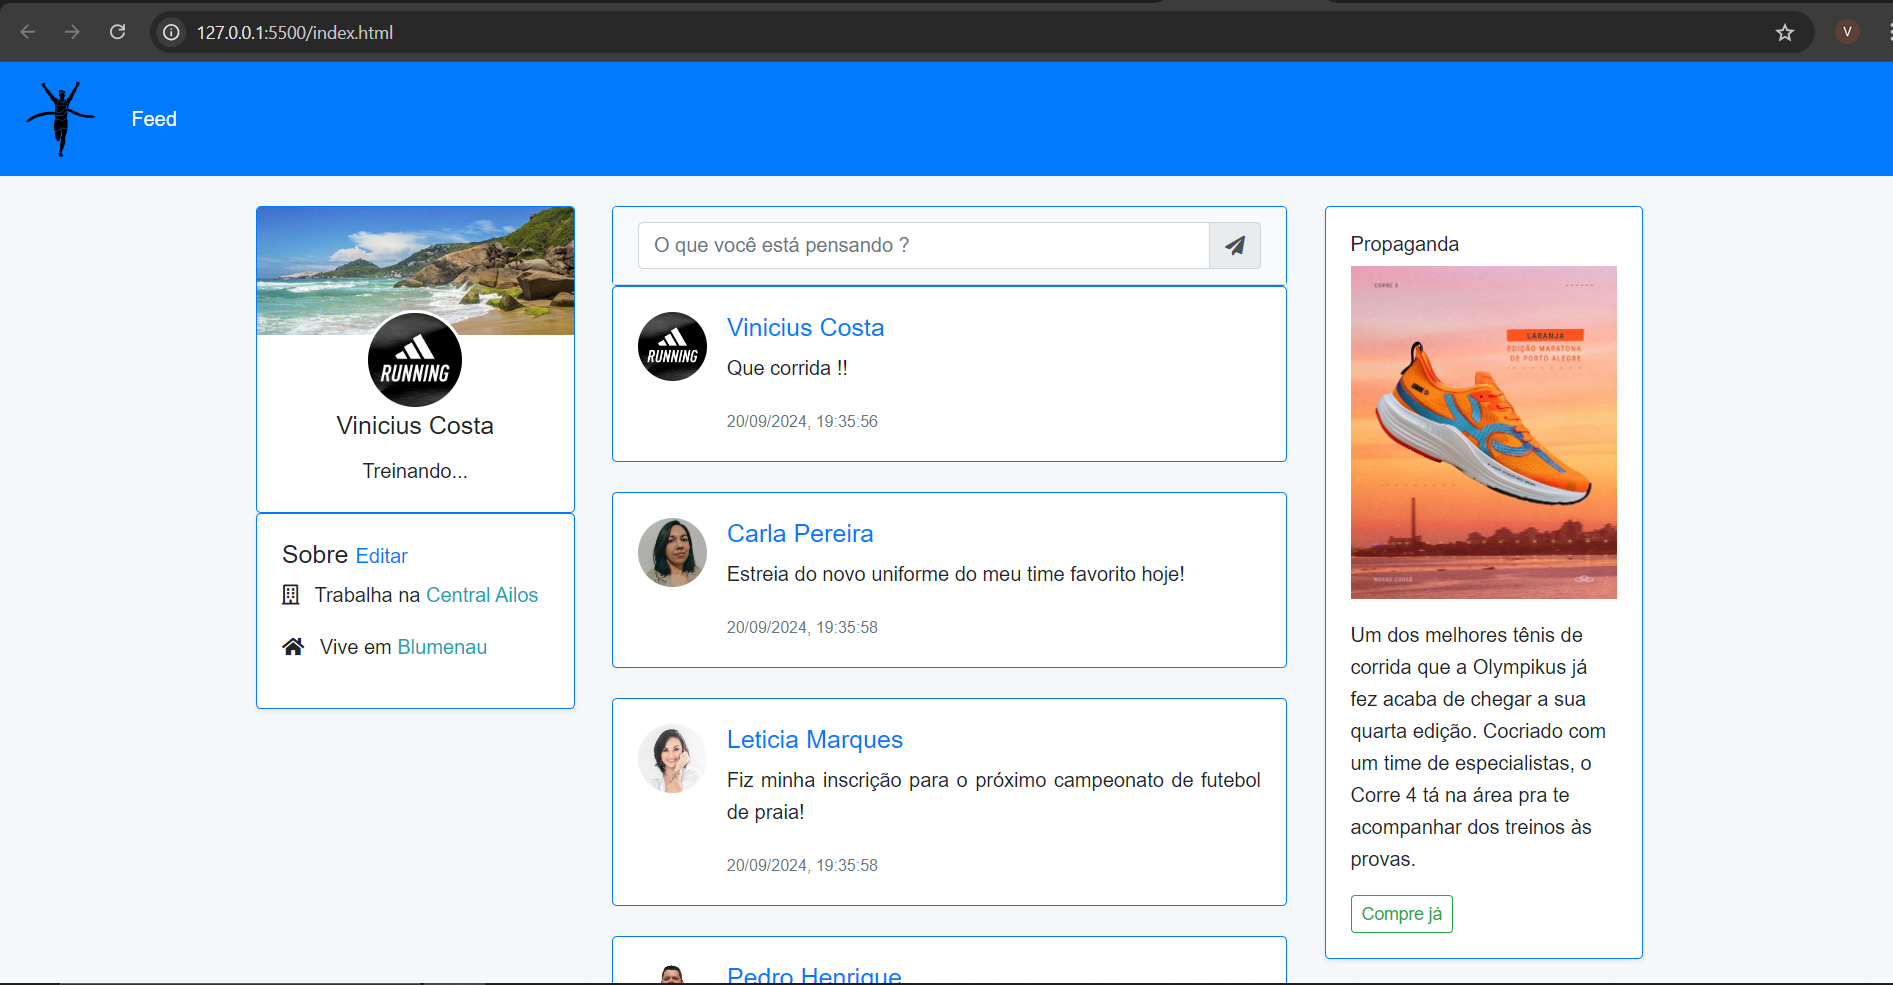 127.0.0.1:5500/index.html
V
Feed
RUNNING
Vinicius Costa
Treinando...
Sobre Editar
Trabalha na Central Ailos
Vive em Blumenau
O que você está pensando ?
RUNNING
Vinicius Costa
Que corrida !!
20/09/2024, 19:35:56
Carla Pereira
Estreia do novo uniforme do meu time favorito hoje!
20/09/2024, 19:35:58
Leticia Marques
Fiz minha inscrição para o próximo campeonato de futebol
de praia!
20/09/2024, 19:35:58
Pedro Henrique
Propaganda
CORRE 3
LARANJA
EDIÇÃO MARATONA
DE PORTO ALEGRE
NOVAS CORES
Um dos melhores tênis de
corrida que a Olympikus já
fez acaba de chegar a sua
quarta edição. Cocriado com
um time de especialistas, o
Corre 4 tá na área pra te
acompanhar dos treinos às
provas.
Compre já